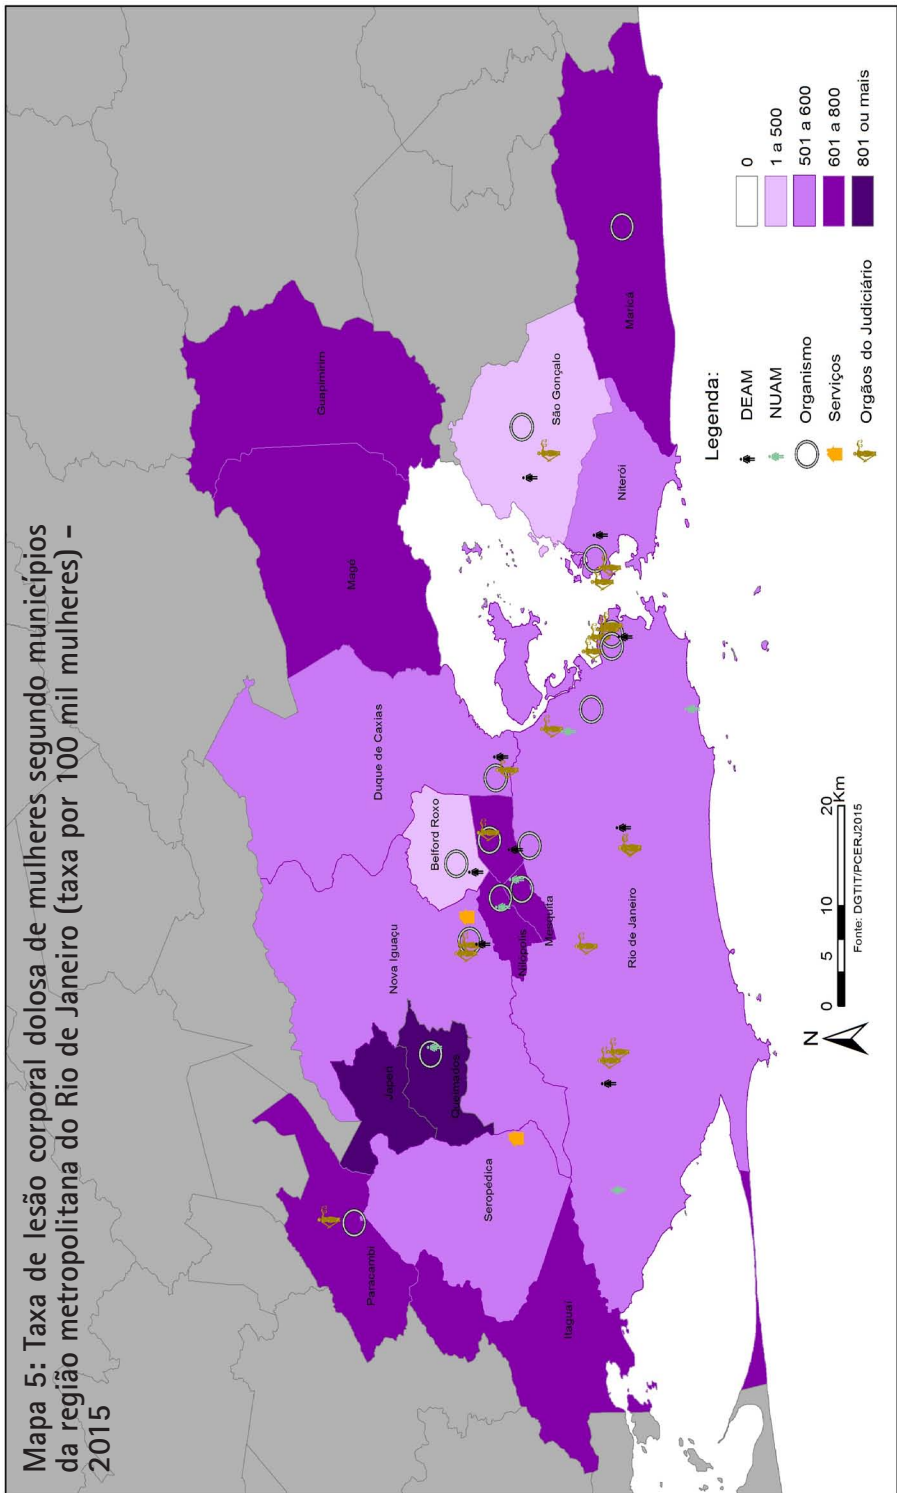 Mapa 5: Taxa de lesão corporal dolosa de mulheres segundo municípios
da região metropolitana do Rio de Janeiro (taxa por 100 mil mulheres) –
2015
Guapimirim
Magé
Duque de Caxias
Belford Roxo
Nova Iguaçu
Japeri
Queimados
Paracambi
Seropédica
Itaguaí
Nilópolis
Mesquita
Rio de Janeiro
São Gonçalo
Niterói
Maricá
Legenda:
DEAM
NUAM
Organismo
Serviços
Orgãos do Judiciário
0
1 a 500
501 a 600
601 a 800
801 ou mais
N
0 5 10 20
Km
Fonte: DGTIT/PCERJ2015